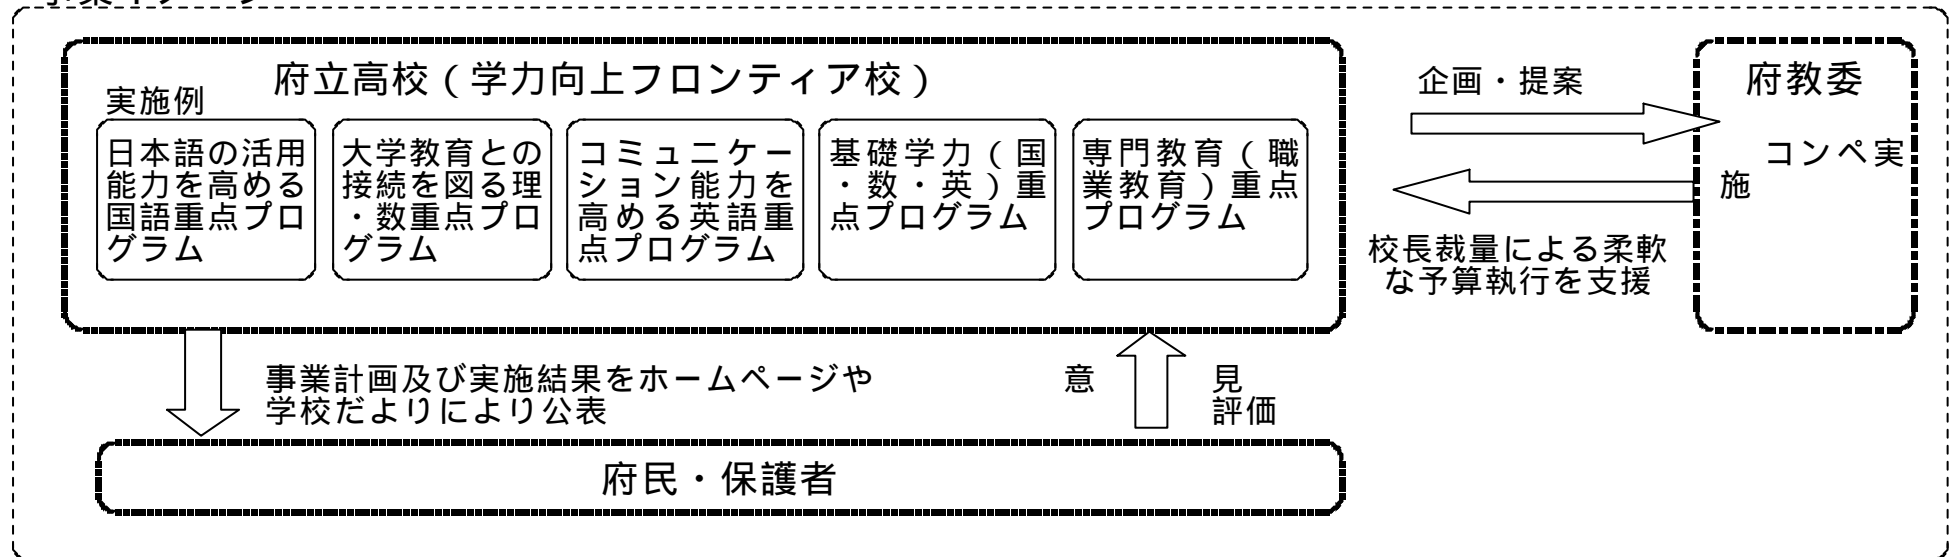 府立高校（学力向上フロンティア校）
実施例
日本語の活用
能力を高める
国語重点プロ
グラム
大学教育との
接続を図る理
・数重点プロ
グラム
コミュニケー
ション能力を
高める英語重
点プログラム
基礎学力（国
・数・英）重
点プログラム
専門教育（職
業教育）重点
プログラム
企画・提案
校長裁量による柔軟
な予算執行を支援
府教委
コンペ実
施
事業計画及び実施結果をホームページや
学校だよりにより公表
意 見
評価
府民・保護者